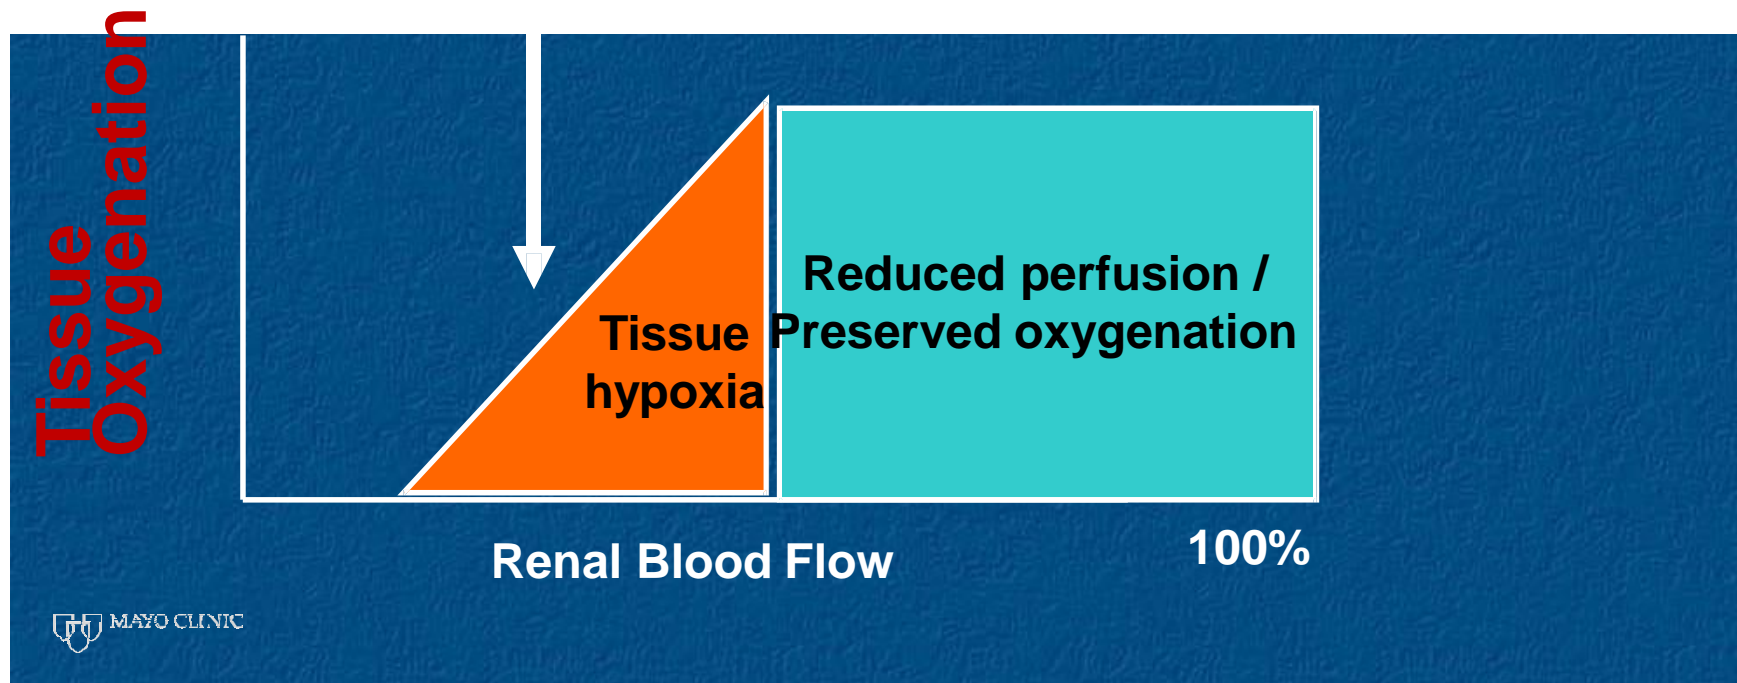 Tissue
Oxygenation
Tissue
hypoxia
Reduced perfusion /
Preserved oxygenation
Renal Blood Flow
100%
MAYO CLINIC